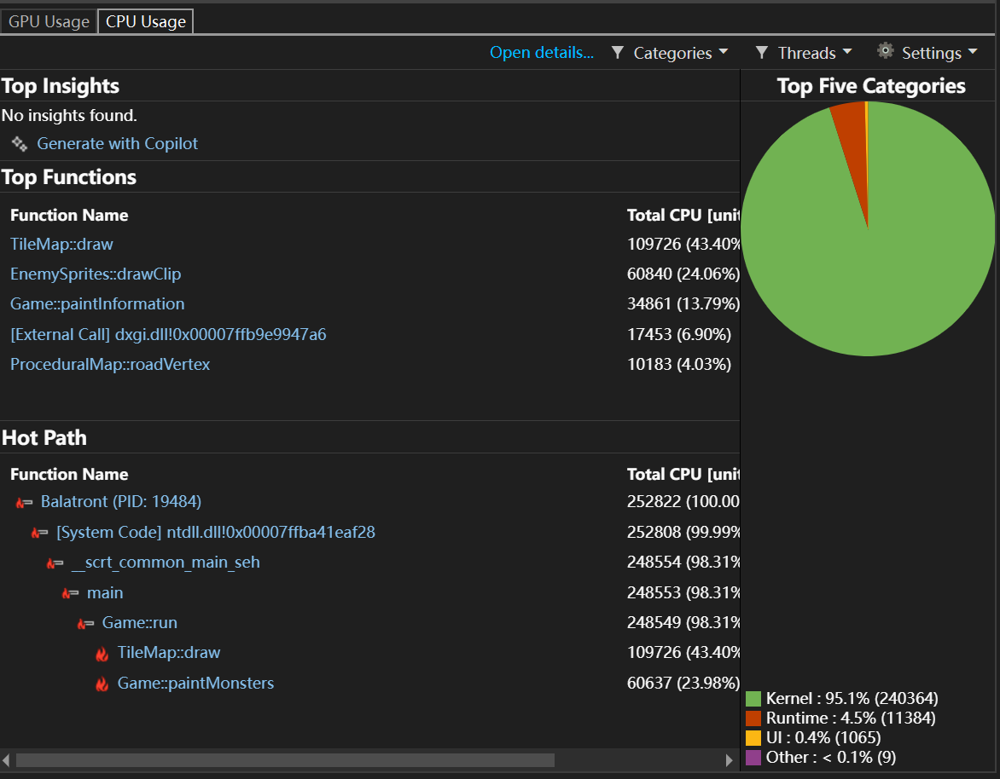 GPU Usage CPU Usage
Open details... Categories Threads Settings
Top Insights
No insights found.
Generate with Copilot
Top Functions
Function Name Total CPU [unit
TileMap::draw 109726 (43.40%
EnemySprites::drawClip 60840 (24.06%)
Game::paintInformation 34861 (13.79%)
[External Call] dxgi.dll!0x00007ffb9e9947a6 17453 (6.90%)
ProceduralMap::roadVertex 10183 (4.03%)
Hot Path
Function Name Total CPU [unit
Balatront (PID: 19484) 252822 (100.00
[System Code] ntdll.dll!0x00007ffba41eaf28 252808 (99.99%
__scrt_common_main_seh 248554 (98.31%
main 248553 (98.31%
Game::run 248549 (98.31%
TileMap::draw 109726 (43.40%
Game::paintMonsters 60637 (23.98%)
Top Five Categories
Kernel : 95.1% (240364)
Runtime : 4.5% (11384)
UI : 0.4% (1065)
Other : < 0.1% (9)